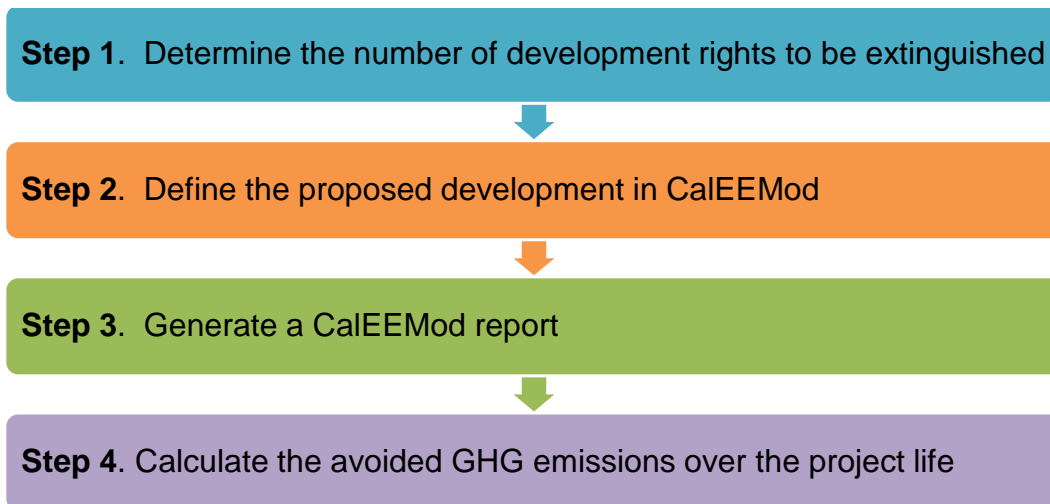 Step 1.  Determine the number of development rights to be extinguished
Step 2.  Define the proposed development in CalEEMod
Step 3.  Generate a CalEEMod report
Step 4. Calculate the avoided GHG emissions over the project life